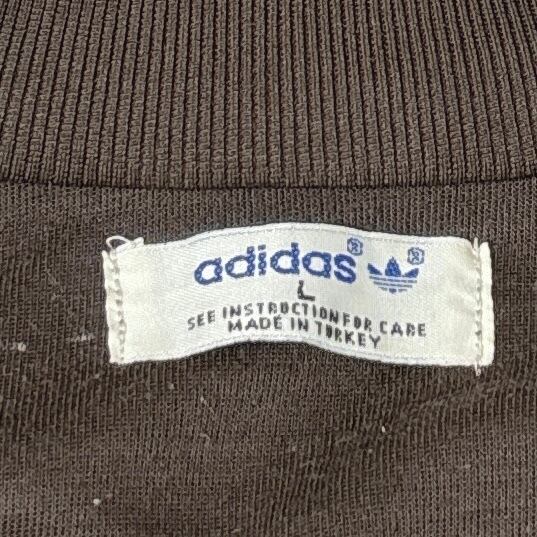 adidas®®
L
SEE INSTRUCTION FOR CARE
MADE IN TURKEY